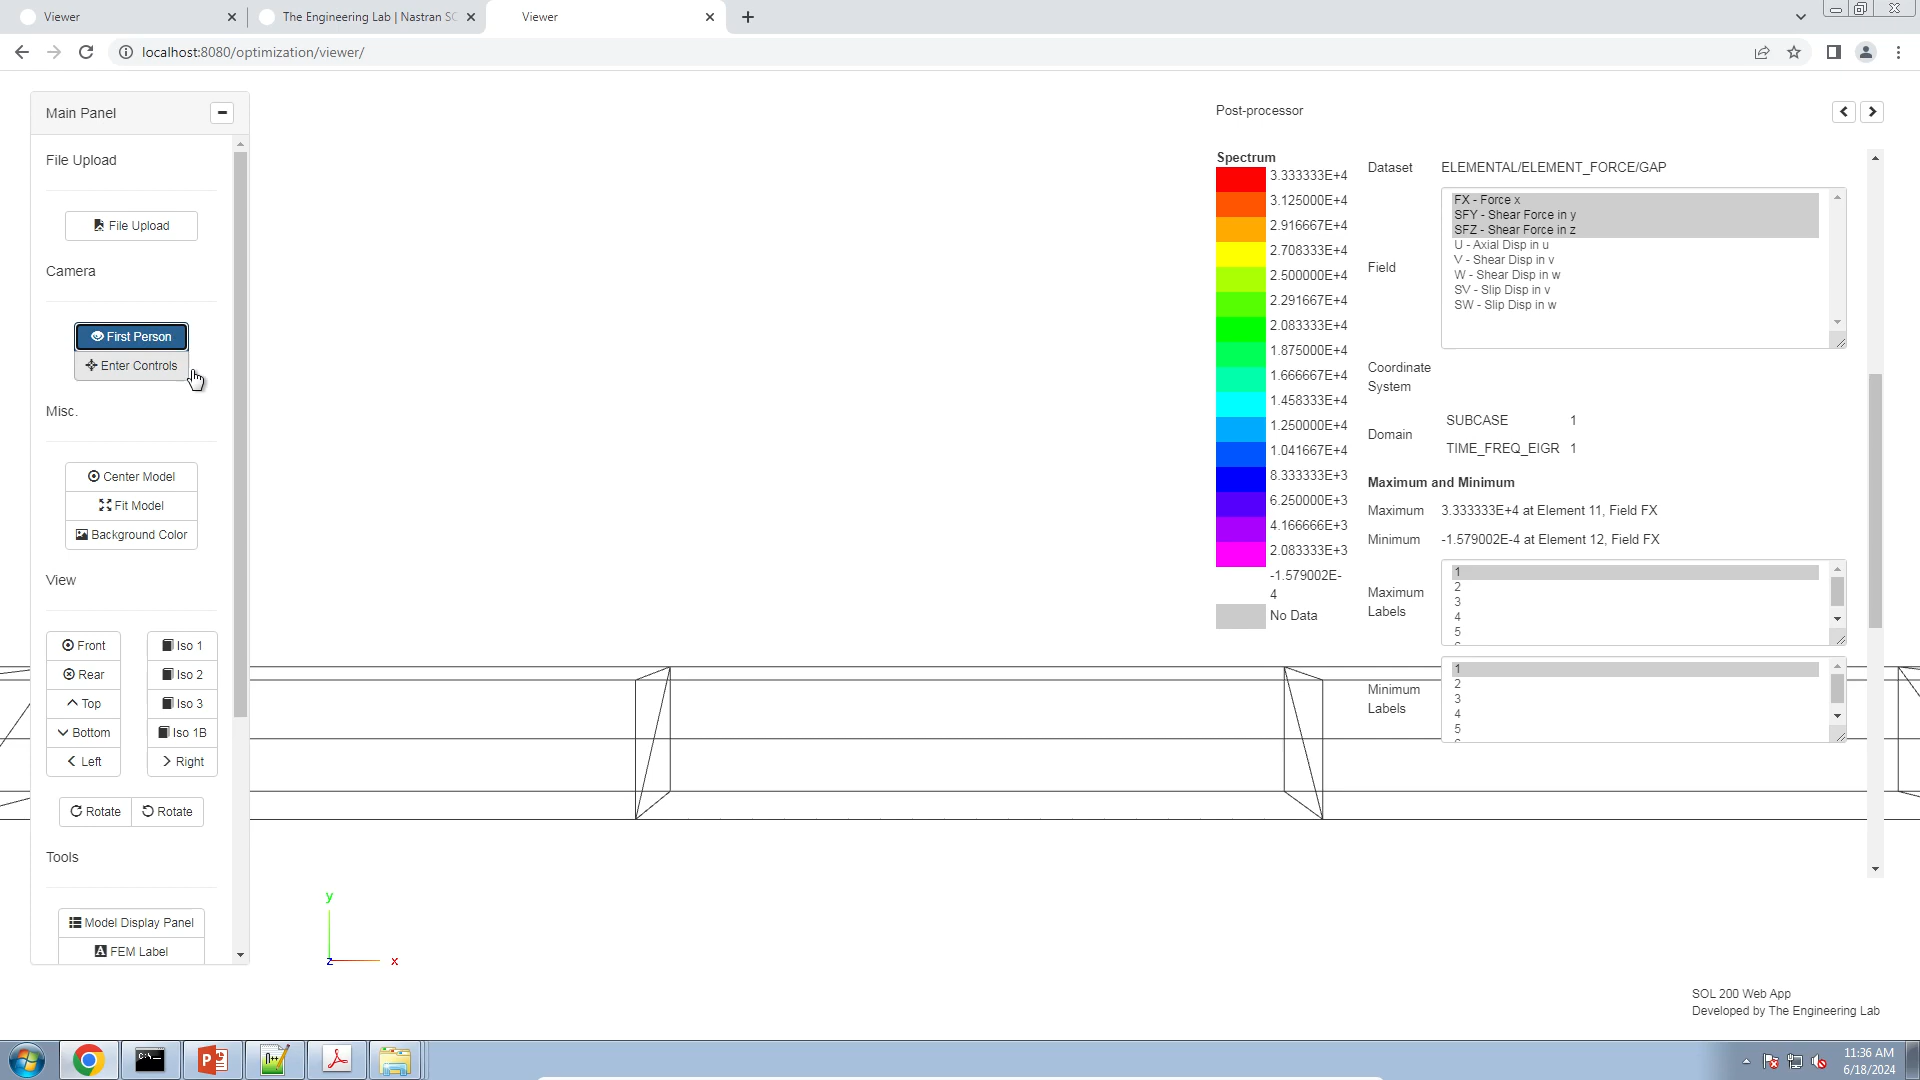 Viewer
The Engineering Lab | Nastran SC
Viewer
localhost:8080/optimization/viewer/
Main Panel
File Upload
File Upload
Camera
First Person
Enter Controls
Misc.
Center Model
Fit Model
Background Color
View
Front
Iso 1
Rear
Iso 2
Top
Iso 3
Bottom
Iso 1B
Left
Right
Rotate
Rotate
Tools
Model Display Panel
FEM Label
y
z
x
Post-processor
Spectrum
3.333333E+4
3.125000E+4
2.916667E+4
2.708333E+4
2.500000E+4
2.291667E+4
2.083333E+4
1.875000E+4
1.666667E+4
1.458333E+4
1.250000E+4
1.041667E+4
8.333333E+3
6.250000E+3
4.166666E+3
2.083333E+3
-1.579002E-
4
No Data
Dataset
ELEMENTAL/ELEMENT_FORCE/GAP
Field
FX - Force x
SFY - Shear Force in y
SFZ - Shear Force in z
U - Axial Disp in u
V - Shear Disp in v
W - Shear Disp in w
SV - Slip Disp in v
SW - Slip Disp in w
Coordinate
System
Domain
SUBCASE 1
TIME_FREQ_EIGR 1
Maximum and Minimum
Maximum 3.333333E+4 at Element 11, Field FX
Minimum -1.579002E-4 at Element 12, Field FX
Maximum
Labels
1
2
3
4
5
Minimum
Labels
1
2
3
4
5
SOL 200 Web App
Developed by The Engineering Lab
11:36 AM
6/18/2024